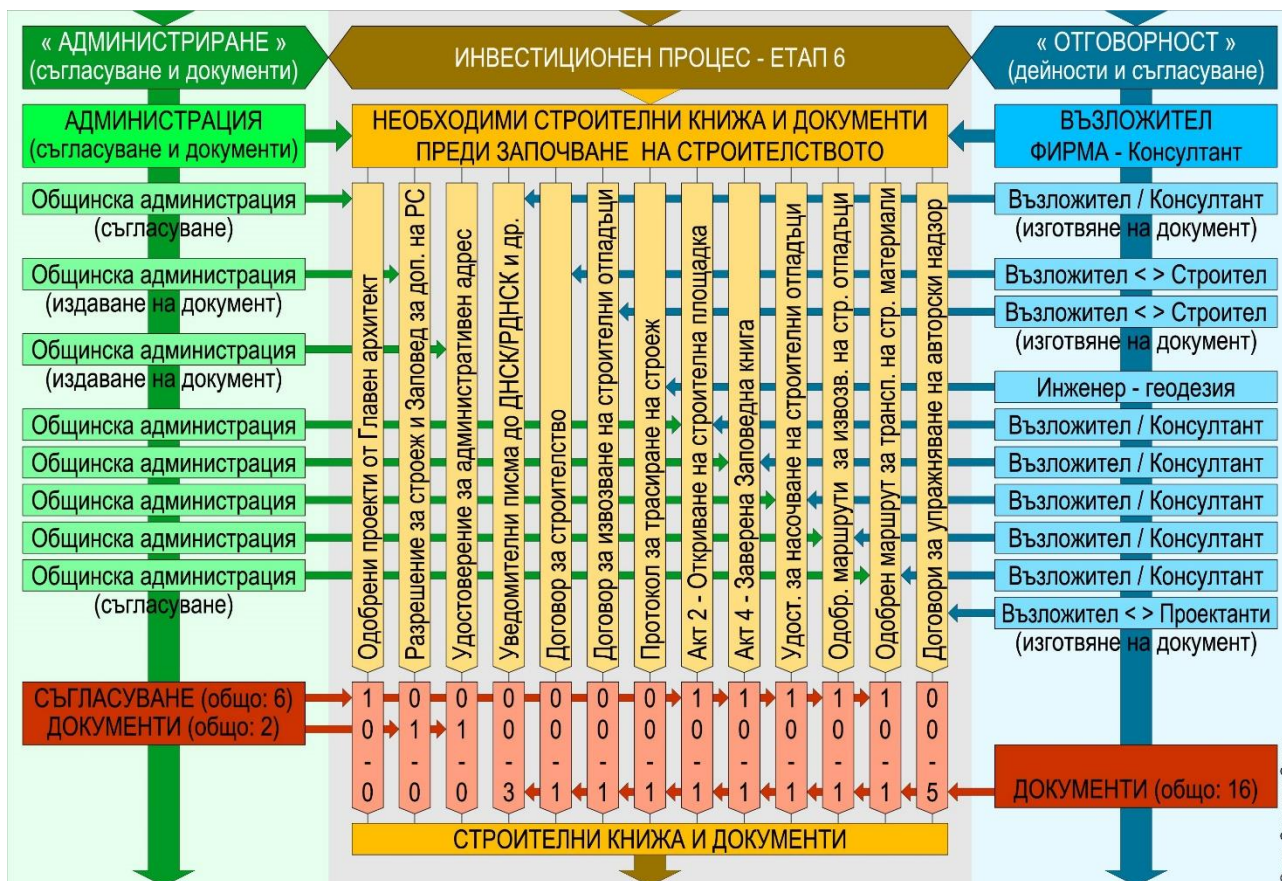 « АДМИНИСТРИРАНЕ »
(съгласуване и документи)
ИНВЕСТИЦИОНЕН ПРОЦЕС - ЕТАП 6
« ОТГОВОРНОСТ »
(дейности и съгласуване)
АДМИНИСТРАЦИЯ
(съгласуване и документи)
НЕОБХОДИМИ СТРОИТЕЛНИ КНИЖА И ДОКУМЕНТИ
ПРЕДИ ЗАПОЧВАНЕ НА СТРОИТЕЛСТВОТО
ВЪЗЛОЖИТЕЛ
ФИРМА - Консултант
Общинска администрация
(съгласуване)
Общинска администрация
(издаване на документ)
Общинска администрация
(издаване на документ)
Общинска администрация
Общинска администрация
Общинска администрация
Общинска администрация
Общинска администрация
(съгласуване)
Одобрени проекти от Главен архитект
Разрешение за строеж и Заповед за доп. на РС
Удостоверение за административен адрес
Уведомителни писма до ДНСК/РДНСК и др.
Договор за строителство
Договор за извозване на строителни отпадъци
Протокол за трасиране на строеж
Акт 2 - Откриване на строителна площадка
Акт 4 - Заверена Заповедна книга
Удост. за насочване на строителни отпадъци
Одобр. маршрути за извозв. на стр. отпадъци
Одобрен маршрут за трансп. на стр. материали
Договори за упражняване на авторски надзор
Възложител / Консултант
(изготвяне на документ)
Възложител < > Строител
Възложител < > Строител
(изготвяне на документ)
Инженер - геодезия
Възложител / Консултант
Възложител / Консултант
Възложител / Консултант
Възложител / Консултант
Възложител / Консултант
Възложител < > Проектанти
(изготвяне на документ)
СЪГЛАСУВАНЕ (общо: 6)
1 0 0 0 0 0 0 1 1 1 1 1 0
ДОКУМЕНТИ (общо: 2)
0 1 1 0 0 0 0 0 0 0 0 0 0
- - - - - - - - - - - - -
0 0 0 3 1 1 1 1 1 1 1 1 5
ДОКУМЕНТИ (общо: 16)
СТРОИТЕЛНИ КНИЖА И ДОКУМЕНТИ